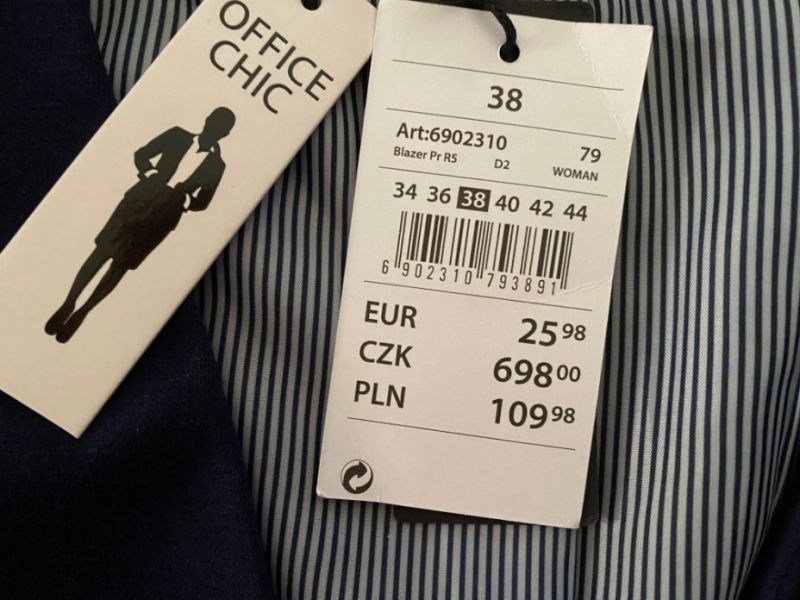 OFFICE
CHIC
38
Art:6902310 79
Blazer Pr R5 D2 WOMAN
34 36 38 40 42 44
6 902310 793891
EUR 25 98
CZK 698 00
PLN 109 98